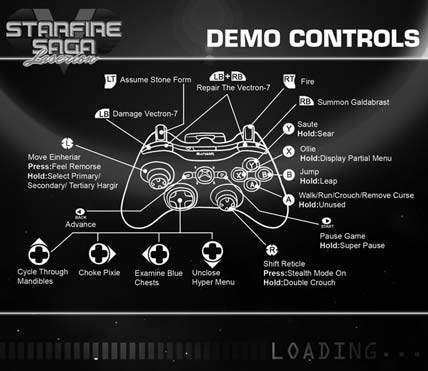 STARFIRE
SAGA V
Laserion
DEMO CONTROLS
LT Assume Stone Form
LB + RB
Repair The Vectron-7
RT Fire
LB Damage Vectron-7
RB Summon Galdabrast
Y Saute
Hold:Sear
X Ollie
Hold:Display Partial Menu
B Jump
Hold:Leap
A Walk/Run/Crouch/Remove Curse
Hold:Unused
L
Move Einheriar
Press:Feel Remorse
Hold:Select Primary/
Secondary/ Tertiary Hargir
Y
X B
A
BACK
Advance
START
Pause Game
Hold:Super Pause
Cycle Through
Mandibles
Choke Pixie
Examine Blue
Chests
Unclose
Hyper Menu
R
Shift Reticle
Press:Stealth Mode On
Hold:Double Crouch
LOADING...